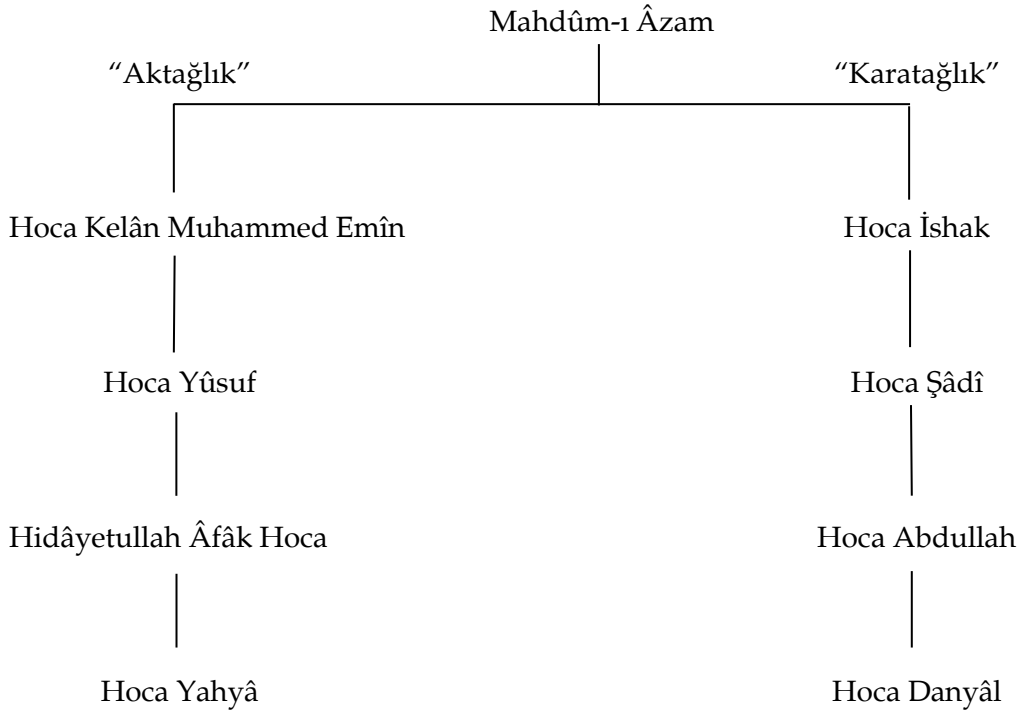 Mahdûm-ı Âzam
“Aktağlık” “Karatağlık”
Hoca Kelân Muhammed Emîn Hoca İshak
Hoca Yûsuf Hoca Şâdî
Hidâyetullah Âfâk Hoca Hoca Abdullah
Hoca Yahyâ Hoca Danyâl